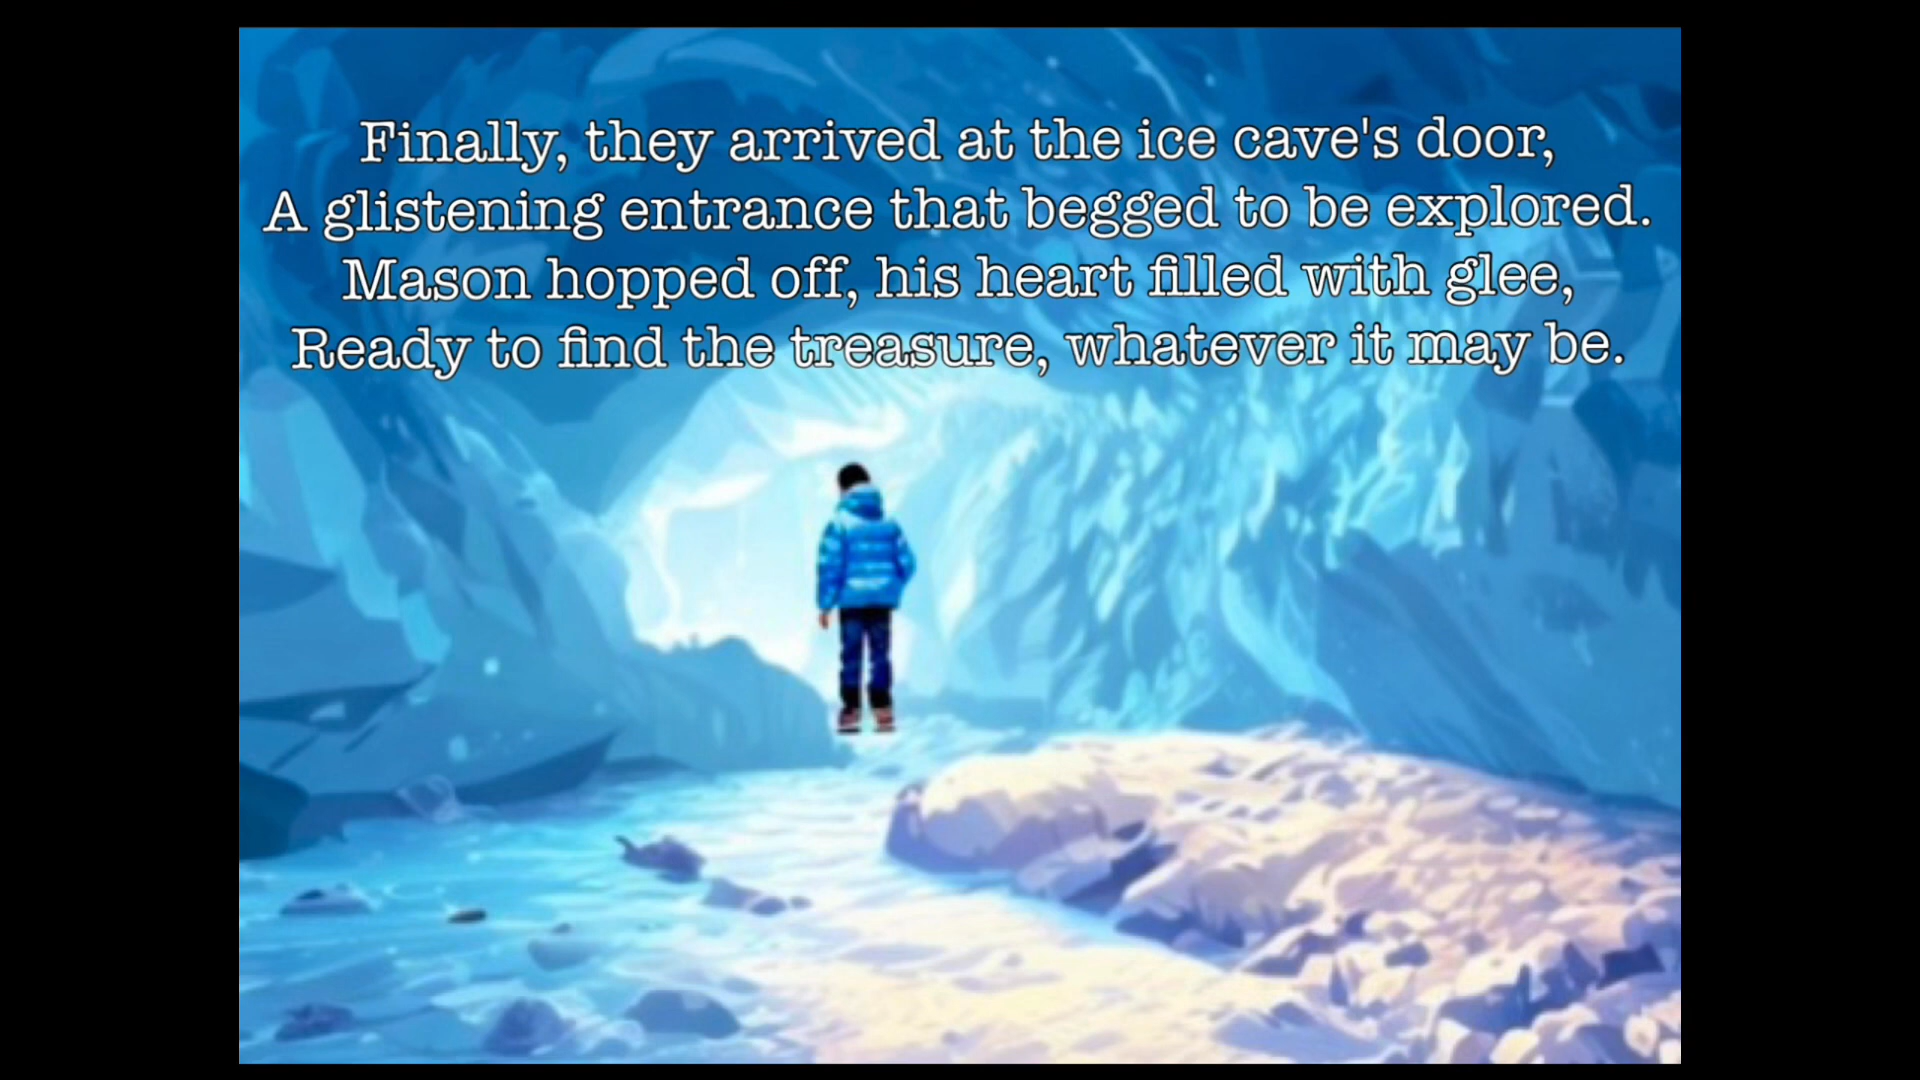 Finally, they arrived at the ice cave's door,
A glistening entrance that begged to be explored.
Mason hopped off, his heart filled with glee,
Ready to find the treasure, whatever it may be.